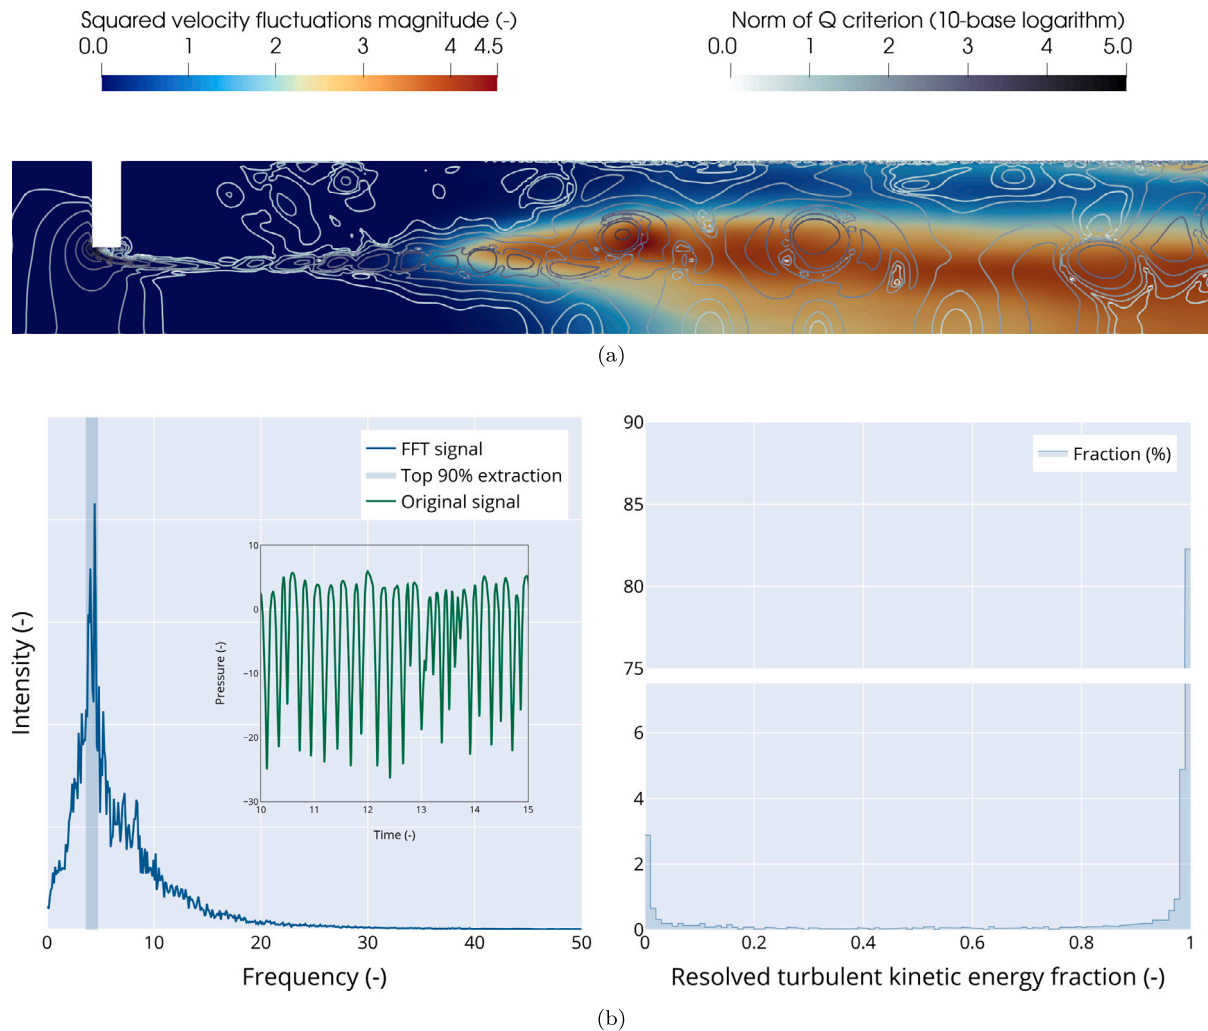 Squared velocity fluctuations magnitude (-)
0.0 1 2 3 4 4.5
Norm of Q criterion (10-base logarithm)
0.0 1 2 3 4 5.0
(a)
FFT signal
Top 90% extraction
Original signal
Intensity (-)
Pressure (-)
10
0
−10
−20
−30
10 11 12 13 14 15
Time (-)
0 10 20 30 40 50
Frequency (-)
Fraction (%)
90
85
80
75
6
4
2
0
0 0.2 0.4 0.6 0.8 1
Resolved turbulent kinetic energy fraction (-)
(b)